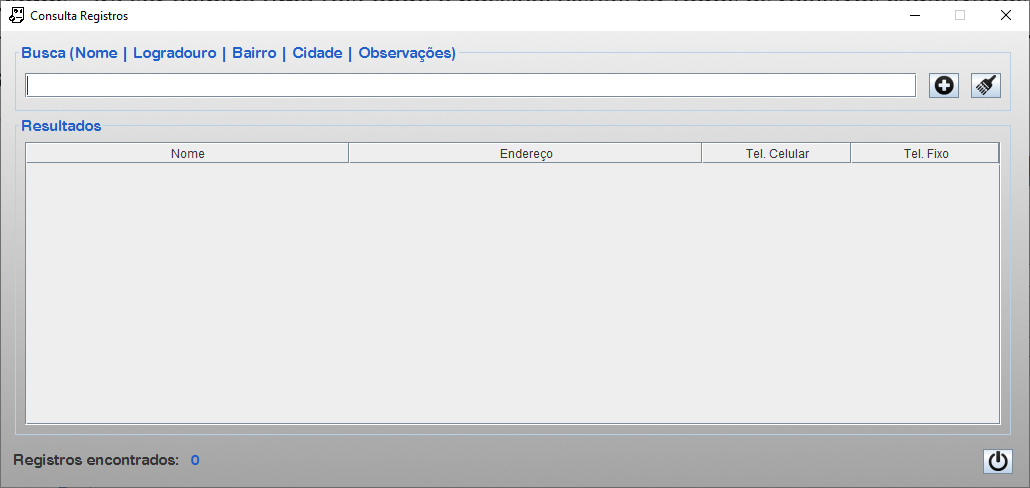 Consulta Registros
Busca (Nome | Logradouro | Bairro | Cidade | Observações)
Resultados
Nome Endereço Tel. Celular Tel. Fixo
Registros encontrados: 0